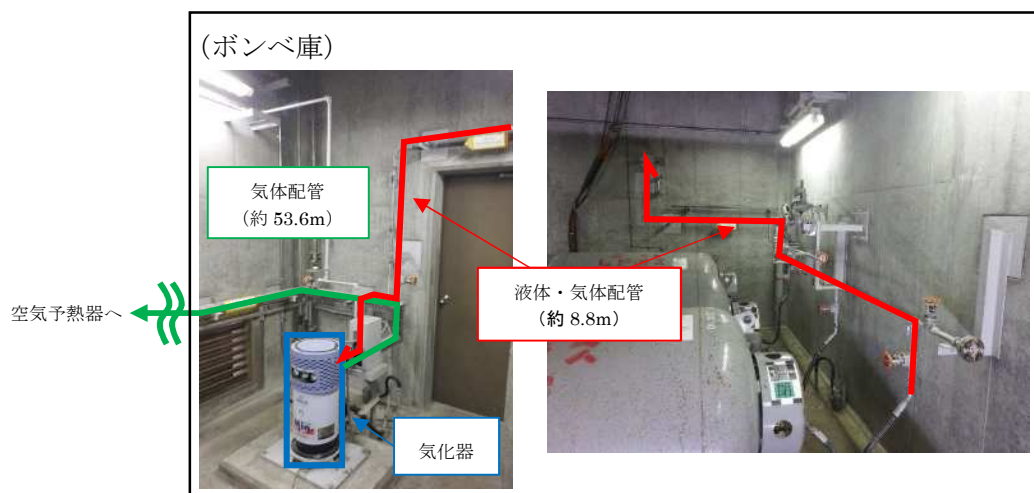 (ボンベ庫)
気体配管
(約 53.6m)
空気予熱器へ
液体・気体配管
(約 8.8m)
気化器